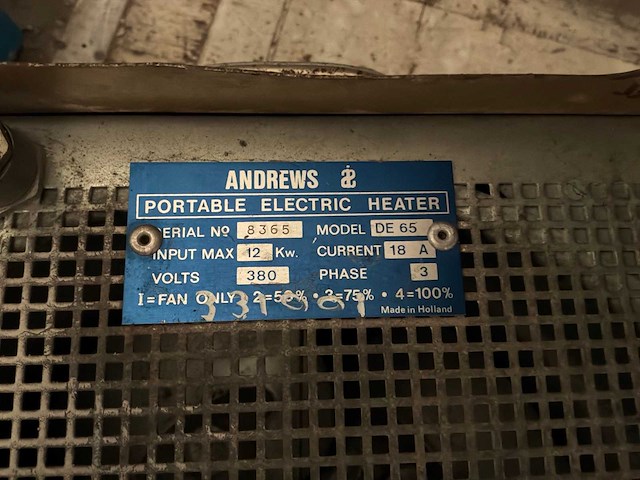 ANDREWS
PORTABLE ELECTRIC HEATER
SERIAL No 8365 MODEL DE 65
INPUT MAX 12 Kw. CURRENT 18 A
VOLTS 380 PHASE 3
1=FAN ONLY • 2=50% • 3=75% • 4=100%
Made in Holland